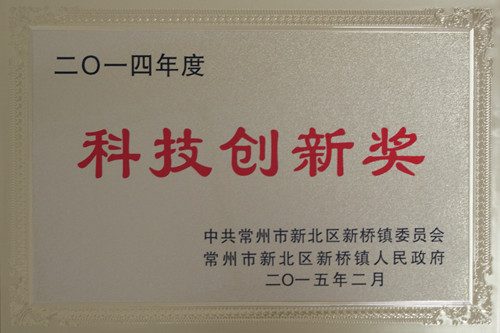 二〇一四年度
科技创新奖
中共常州市新北区新桥镇委员会
常州市新北区新桥镇人民政府
二〇一五年二月